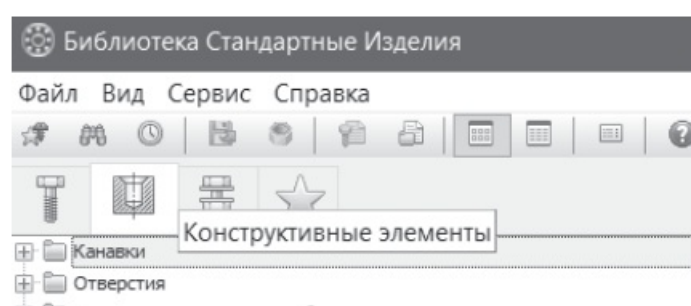 Библиотека Стандартные Изделия
Файл Вид Сервис Справка
Конструктивные элементы
Канавки
Отверстия